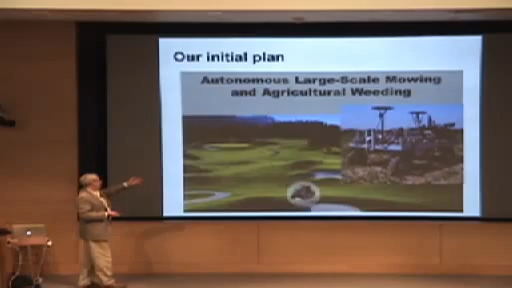 Our initial plan
Autonomous Large-Scale Mowing
and Agricultural Weeding